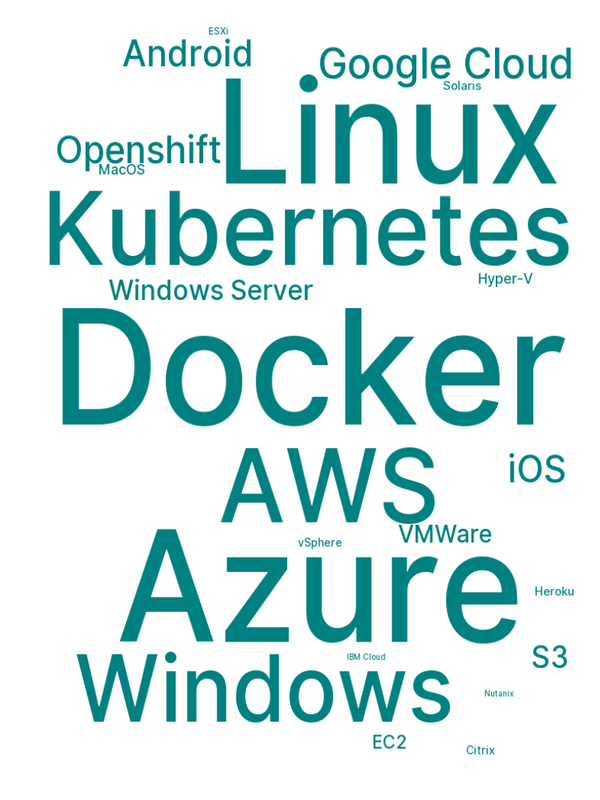 ESXi
Android
Google Cloud
Solaris
Linux
Openshift
MacOS
Kubernetes
Hyper-V
Windows Server
Docker
AWS
iOS
VMWare
vSphere
Azure
Heroku
S3
IBM Cloud
Windows
Nutanix
EC2
Citrix